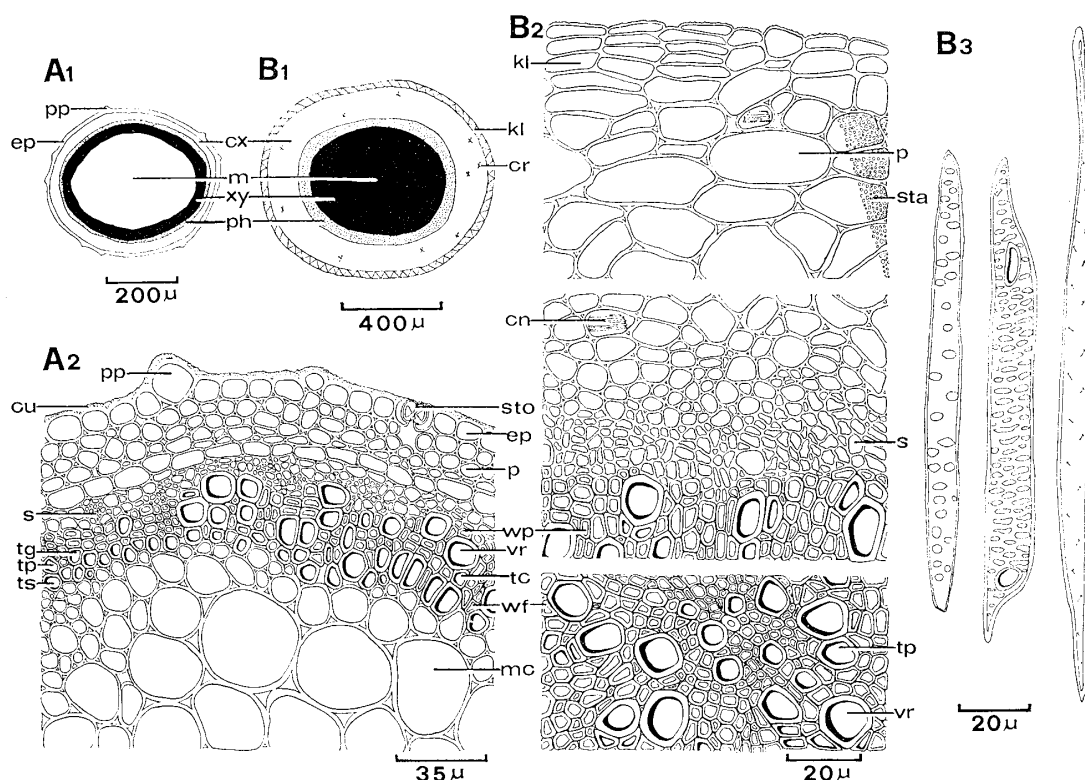 A1
B1
B2
B3
pp
ep
cx
m
xy
ph
kl
cr
200µ
400µ
kl
p
sta
cn
s
wp
tp
vr
20µ
20µ
A2
pp
cu
sto
ep
p
s
tg
tp
ts
wp
vr
tc
wf
mc
35µ